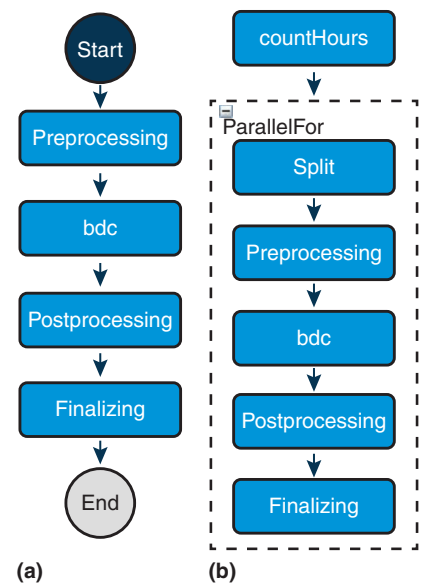 Start
Preprocessing
bdc
Postprocessing
Finalizing
End
(a)
countHours
ParallelFor
Split
Preprocessing
bdc
Postprocessing
Finalizing
(b)